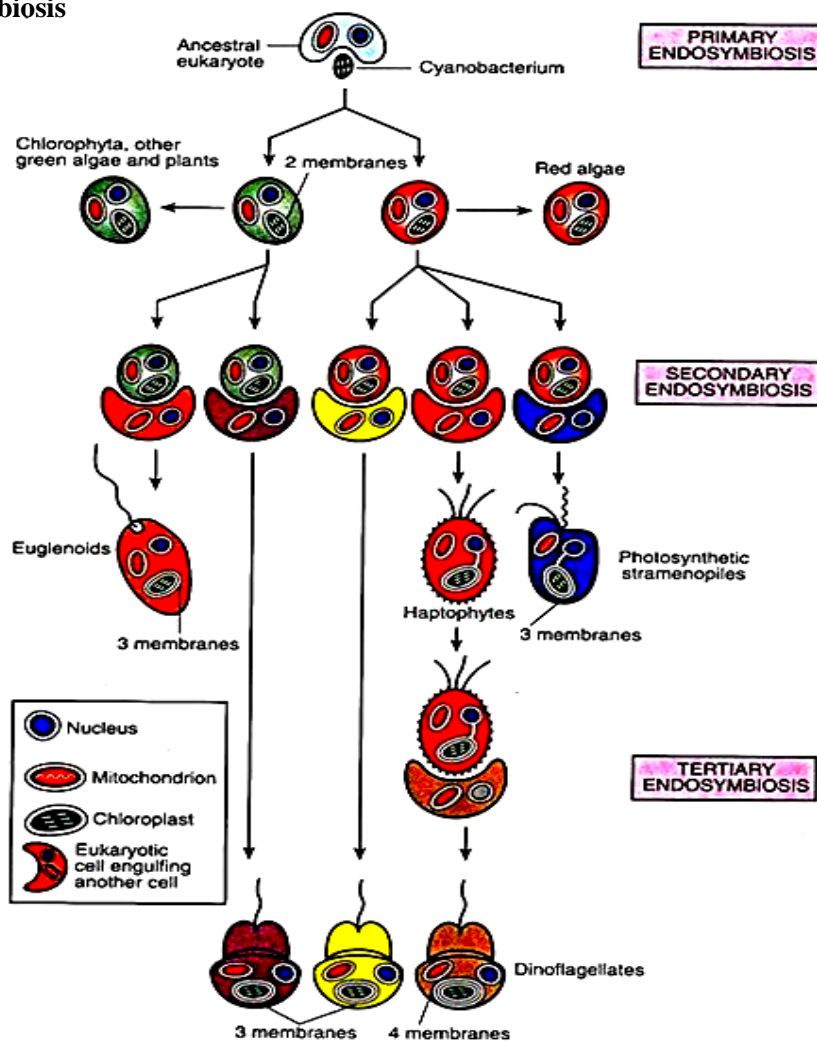 biosis
Ancestral
eukaryote
Cyanobacterium
PRIMARY
ENDOSYMBIOSIS
Chlorophyta, other
green algae and plants
2 membranes
Red algae
SECONDARY
ENDOSYMBIOSIS
Euglenoids
3 membranes
Haptophytes
Photosynthetic
stramenopiles
3 membranes
Nucleus
Mitochondrion
Chloroplast
Eukaryotic
cell engulfing
another cell
TERTIARY
ENDOSYMBIOSIS
Dinoflagellates
3 membranes
4 membranes